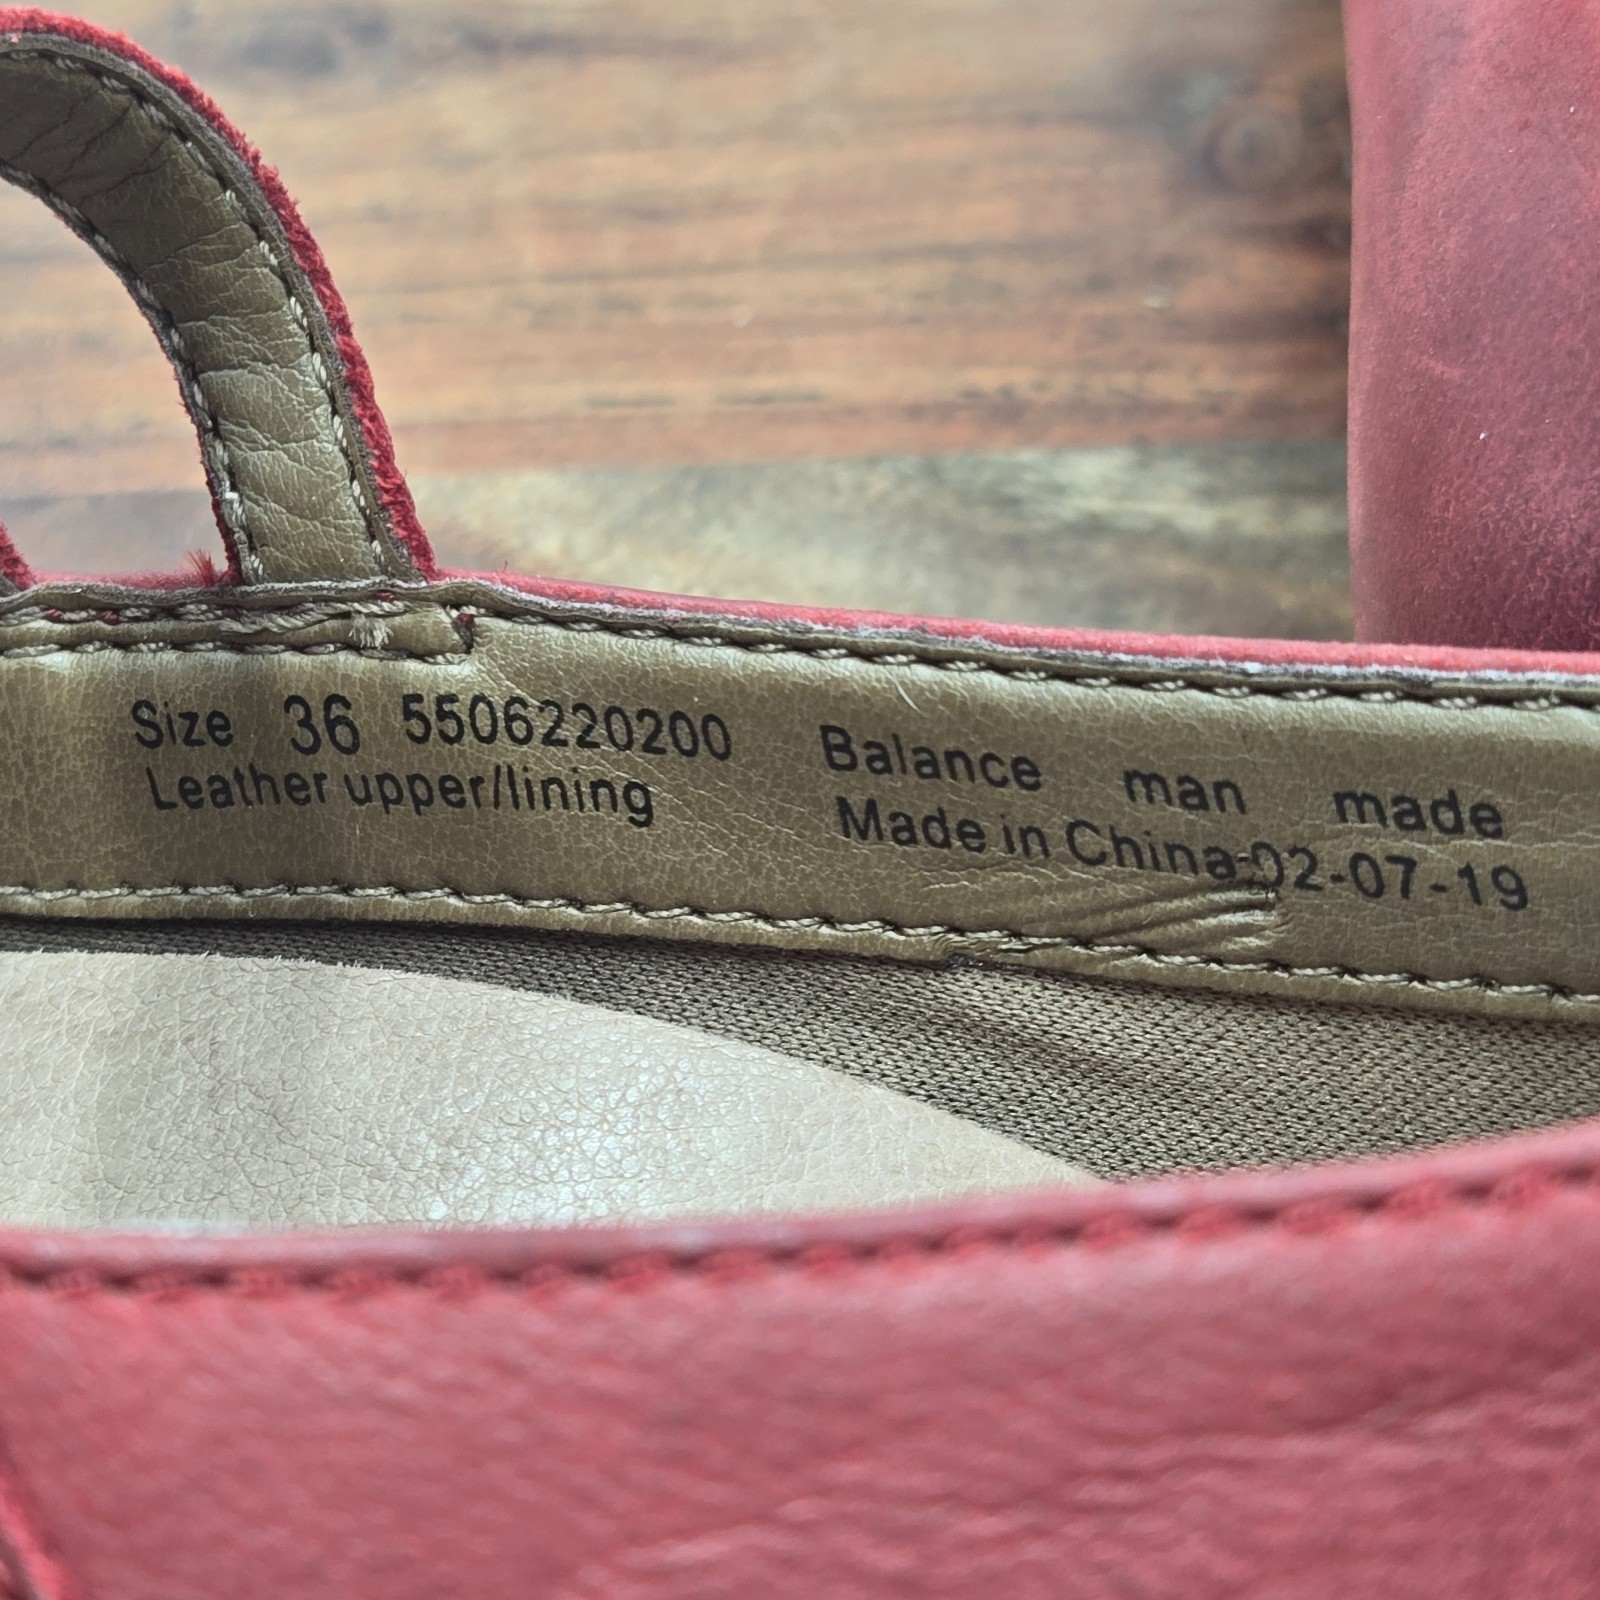 Size 36 5506220200 Balance man made
Leather upper/lining Made in China:02-07-19